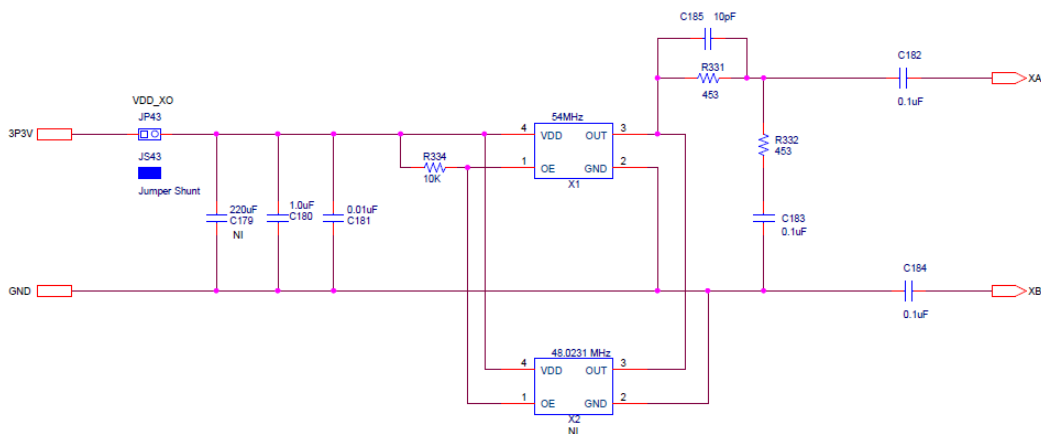 C185 10pF
R331
453
C182
0.1uF
XA
VDD_XO
JP43
3P3V
JS43
Jumper Shunt
54MHz
4 VDD OUT 3
1 OE GND 2
X1
R334
10K
R332
453
220uF
C179
NI
1.0uF
C180
0.01uF
C181
C183
0.1uF
GND
C184
0.1uF
XB
48.0231 MHz
4 VDD OUT 3
1 OE GND 2
X2
NI